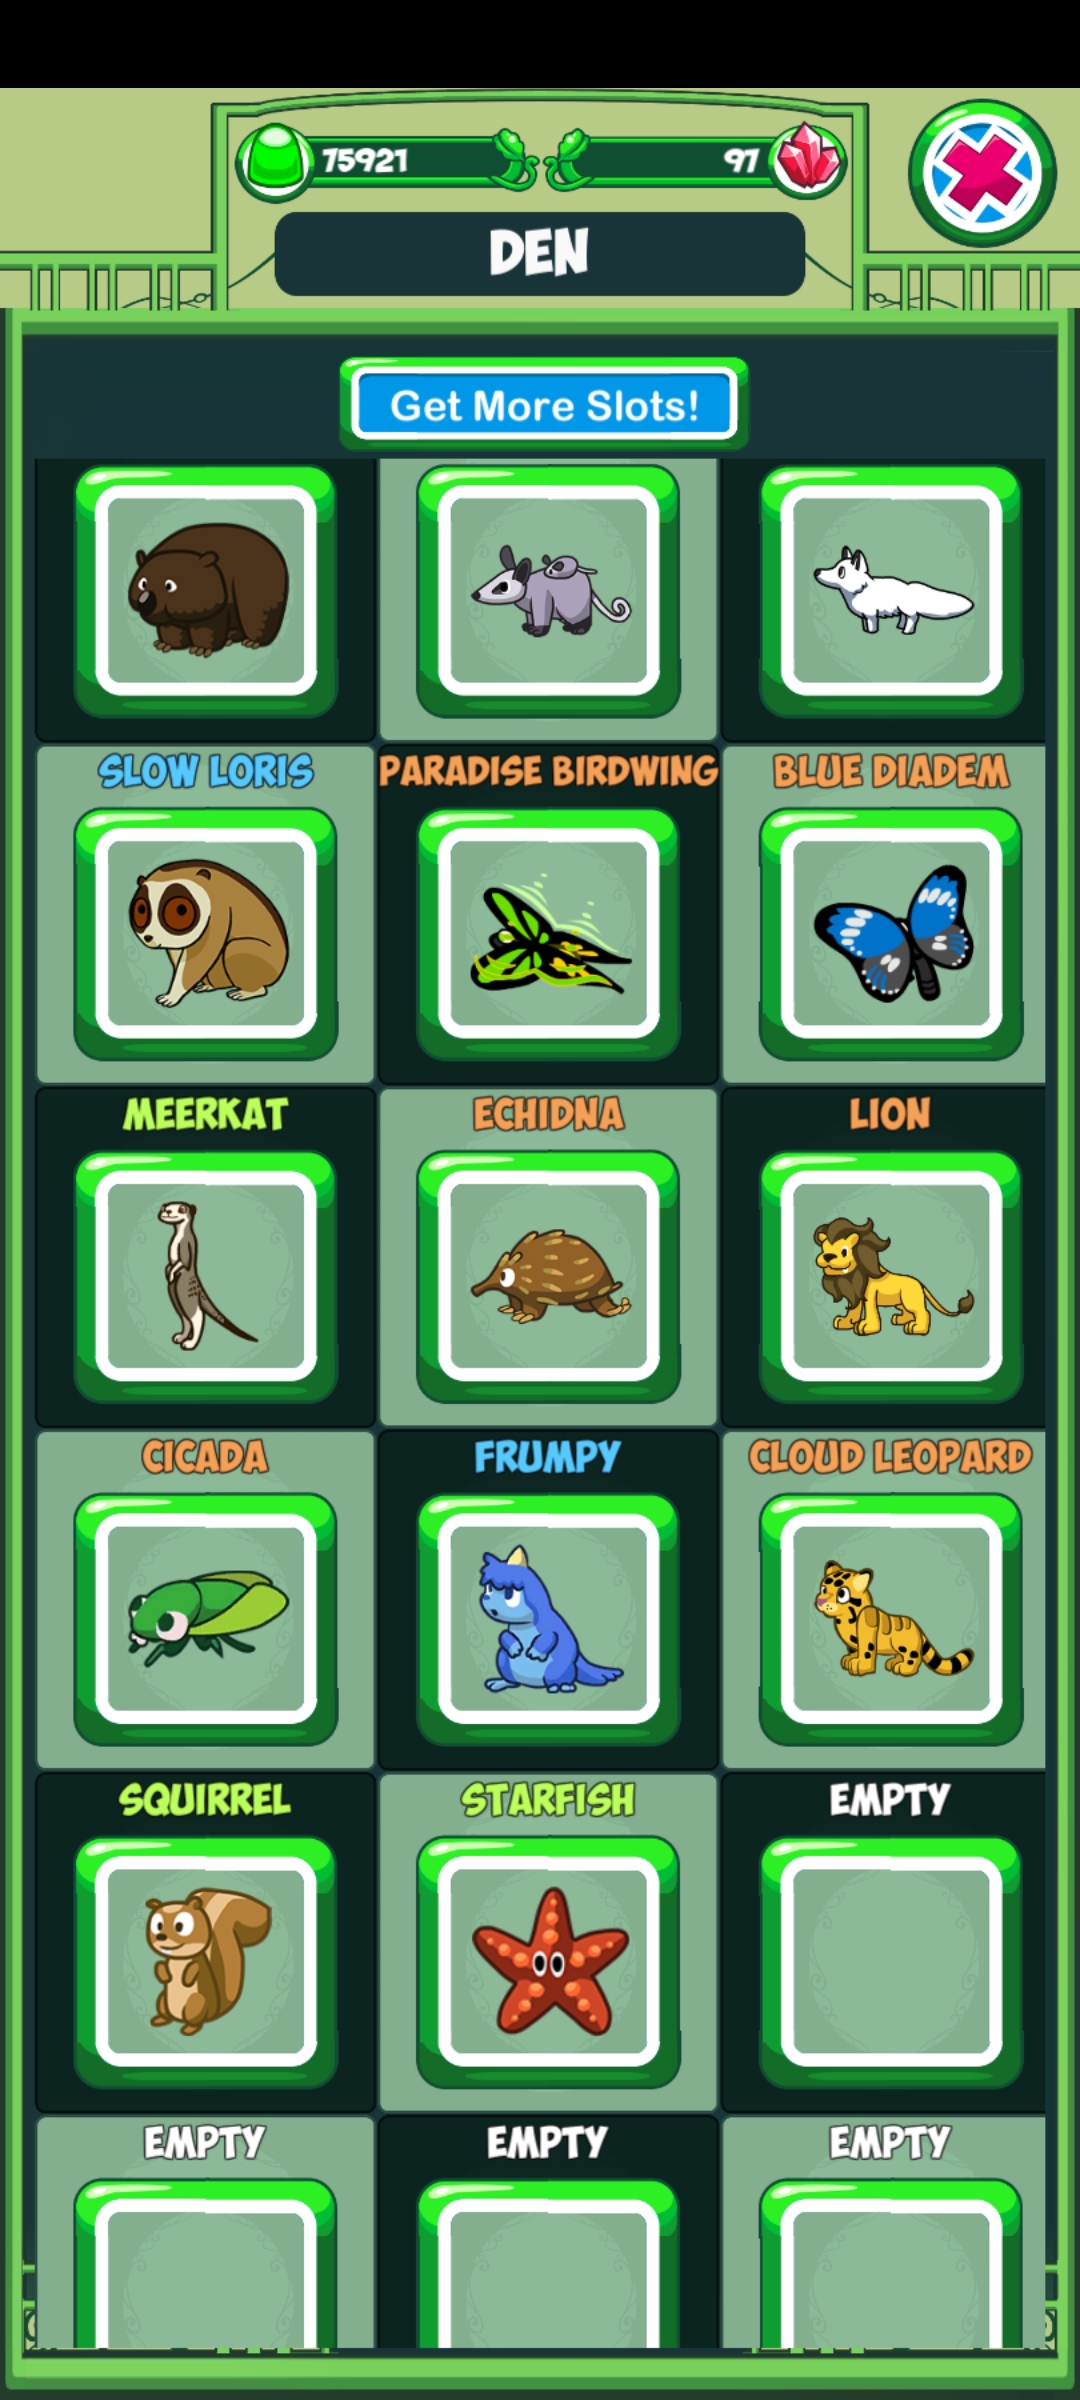 75921
97
DEN
Get More Slots!
SLOW LORIS
PARADISE BIRDWING
BLUE DIADEM
MEERKAT
ECHIDNA
LION
CICADA
FRUMPY
CLOUD LEOPARD
SQUIRREL
STARFISH
EMPTY
EMPTY
EMPTY
EMPTY